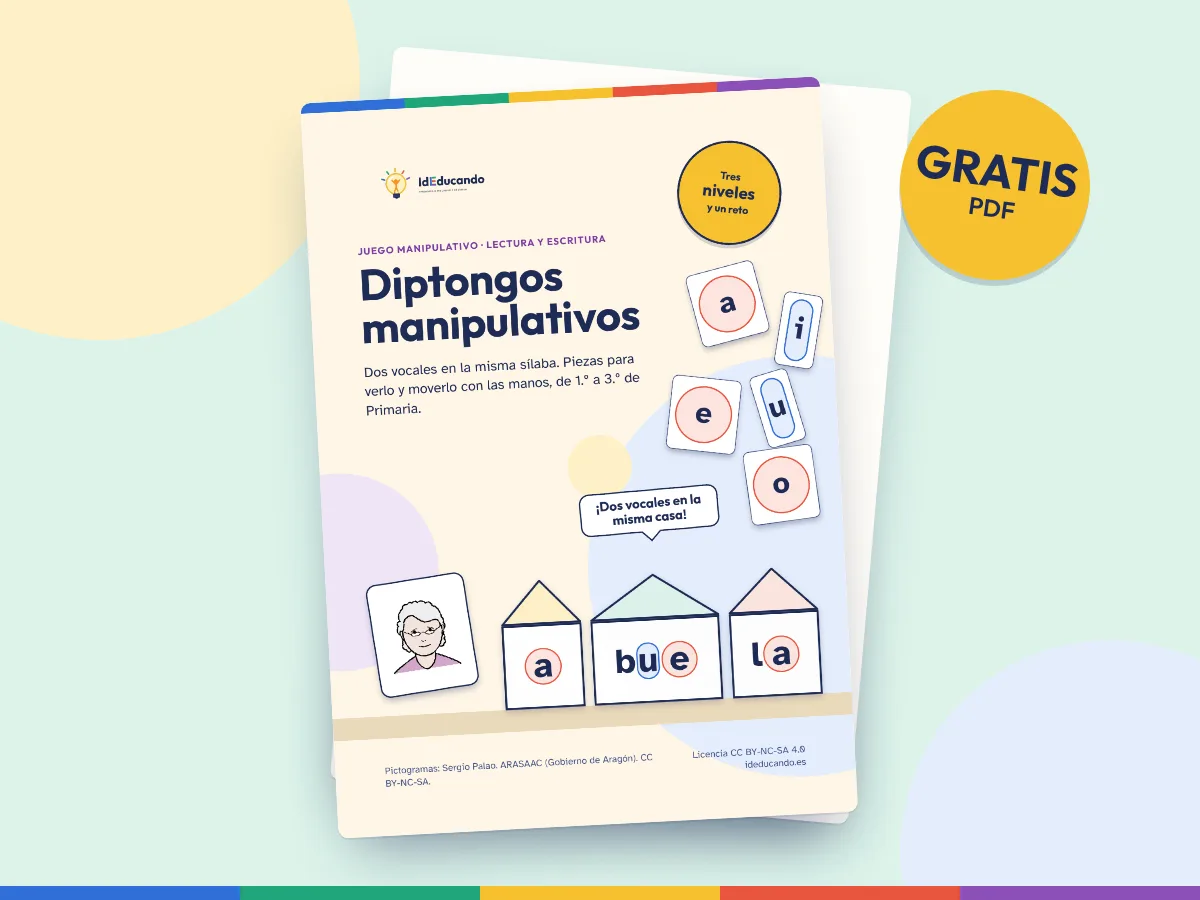 IdEducando
Tres
niveles
y un reto
GRATIS
PDF
JUEGO MANIPULATIVO · LECTURA Y ESCRITURA
Diptongos
manipulativos
Dos vocales en la misma sílaba. Piezas para
verlo y moverlo con las manos, de 1.º a 3.º de
Primaria.
a
i
e
u
o
¡Dos vocales en la
misma casa!
a
bue
la
Pictogramas: Sergio Palao. ARASAAC (Gobierno de Aragón). CC
BY-NC-SA.
Licencia CC BY-NC-SA 4.0
ideducando.es